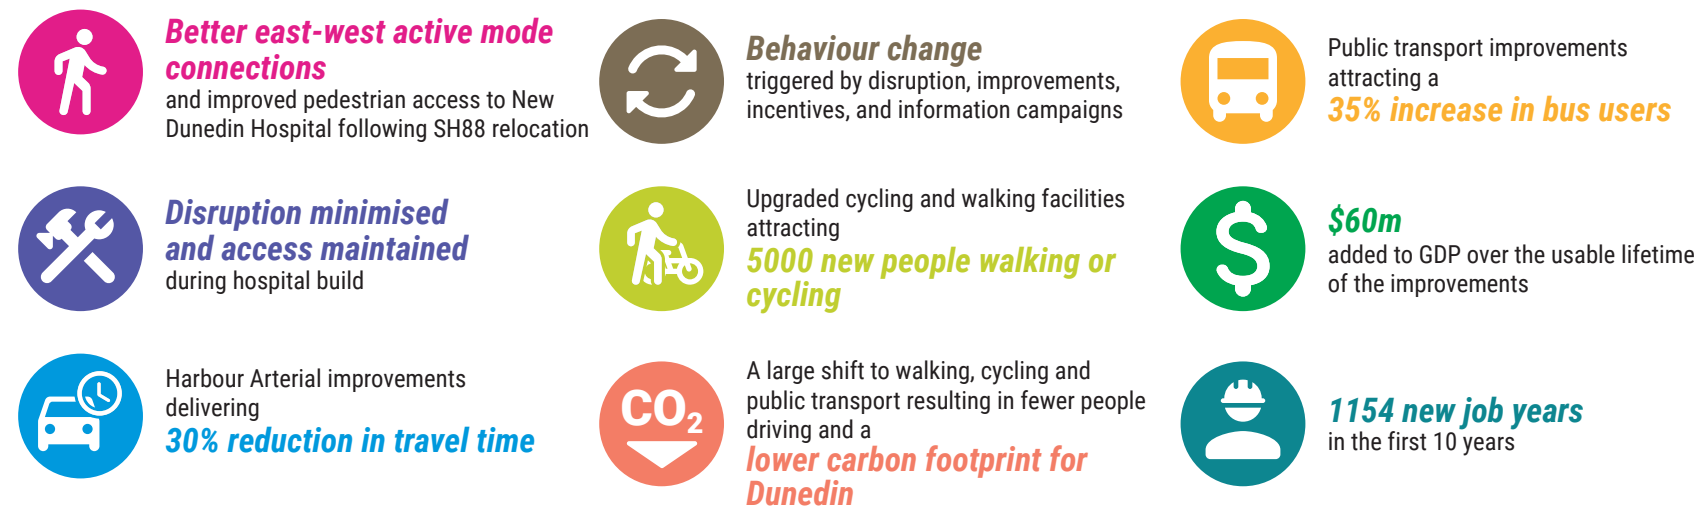 Better east-west active mode
connections
and improved pedestrian access to New
Dunedin Hospital following SH88 relocation
Behaviour change
triggered by disruption, improvements,
incentives, and information campaigns
Public transport improvements
attracting a
35% increase in bus users
Disruption minimised
and access maintained
during hospital build
Upgraded cycling and walking facilities
attracting
5000 new people walking or
cycling
$
$60m
added to GDP over the usable lifetime
of the improvements
Harbour Arterial improvements
delivering
30% reduction in travel time
CO₂
A large shift to walking, cycling and
public transport resulting in fewer people
driving and a
lower carbon footprint for
Dunedin
1154 new job years
in the first 10 years